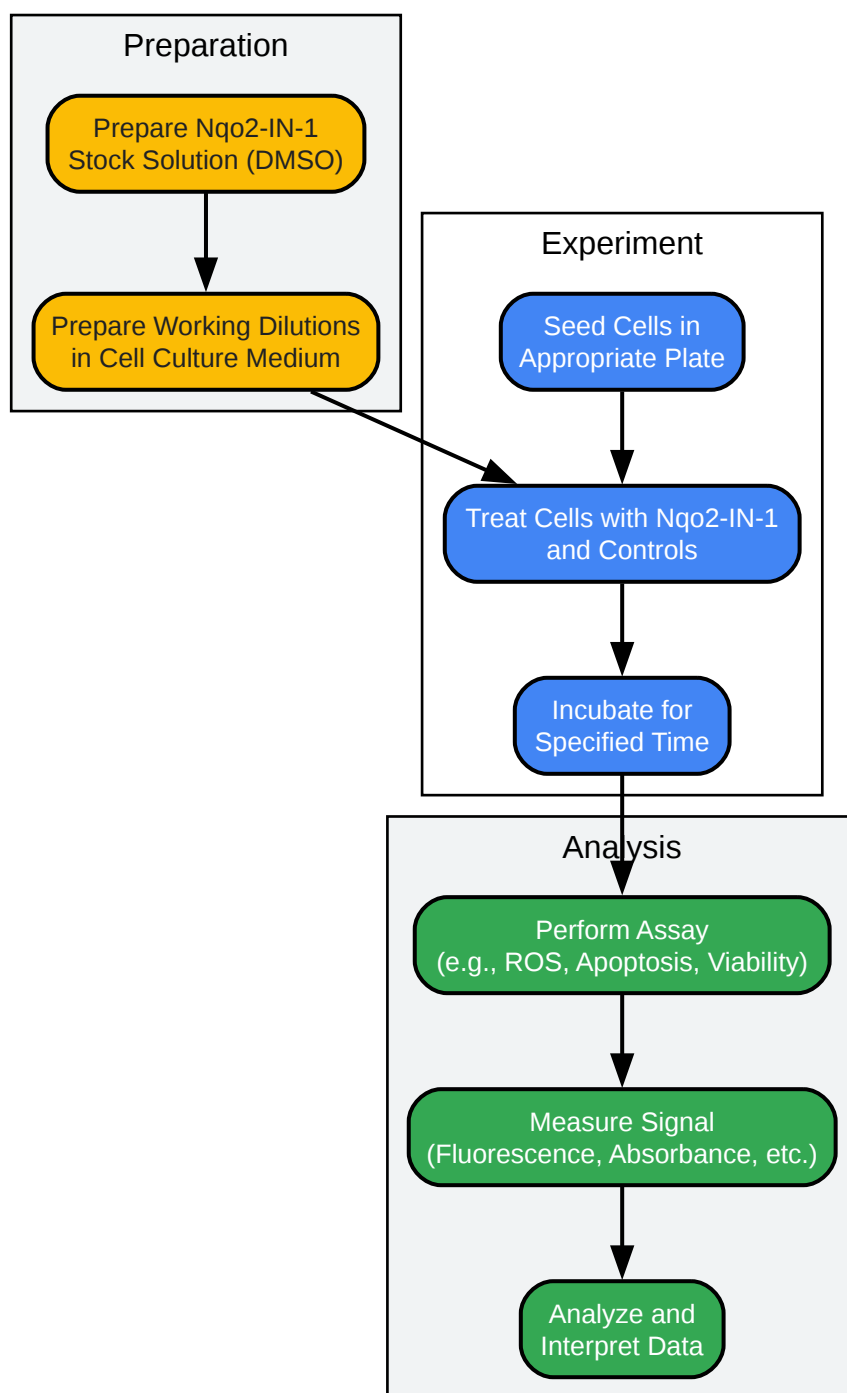 Preparation
Prepare Nqo2-IN-1
Stock Solution (DMSO)
Prepare Working Dilutions
in Cell Culture Medium
Experiment
Seed Cells in
Appropriate Plate
Treat Cells with Nqo2-IN-1
and Controls
Incubate for
Specified Time
Analysis
Perform Assay
(e.g., ROS, Apoptosis, Viability)
Measure Signal
(Fluorescence, Absorbance, etc.)
Analyze and
Interpret Data